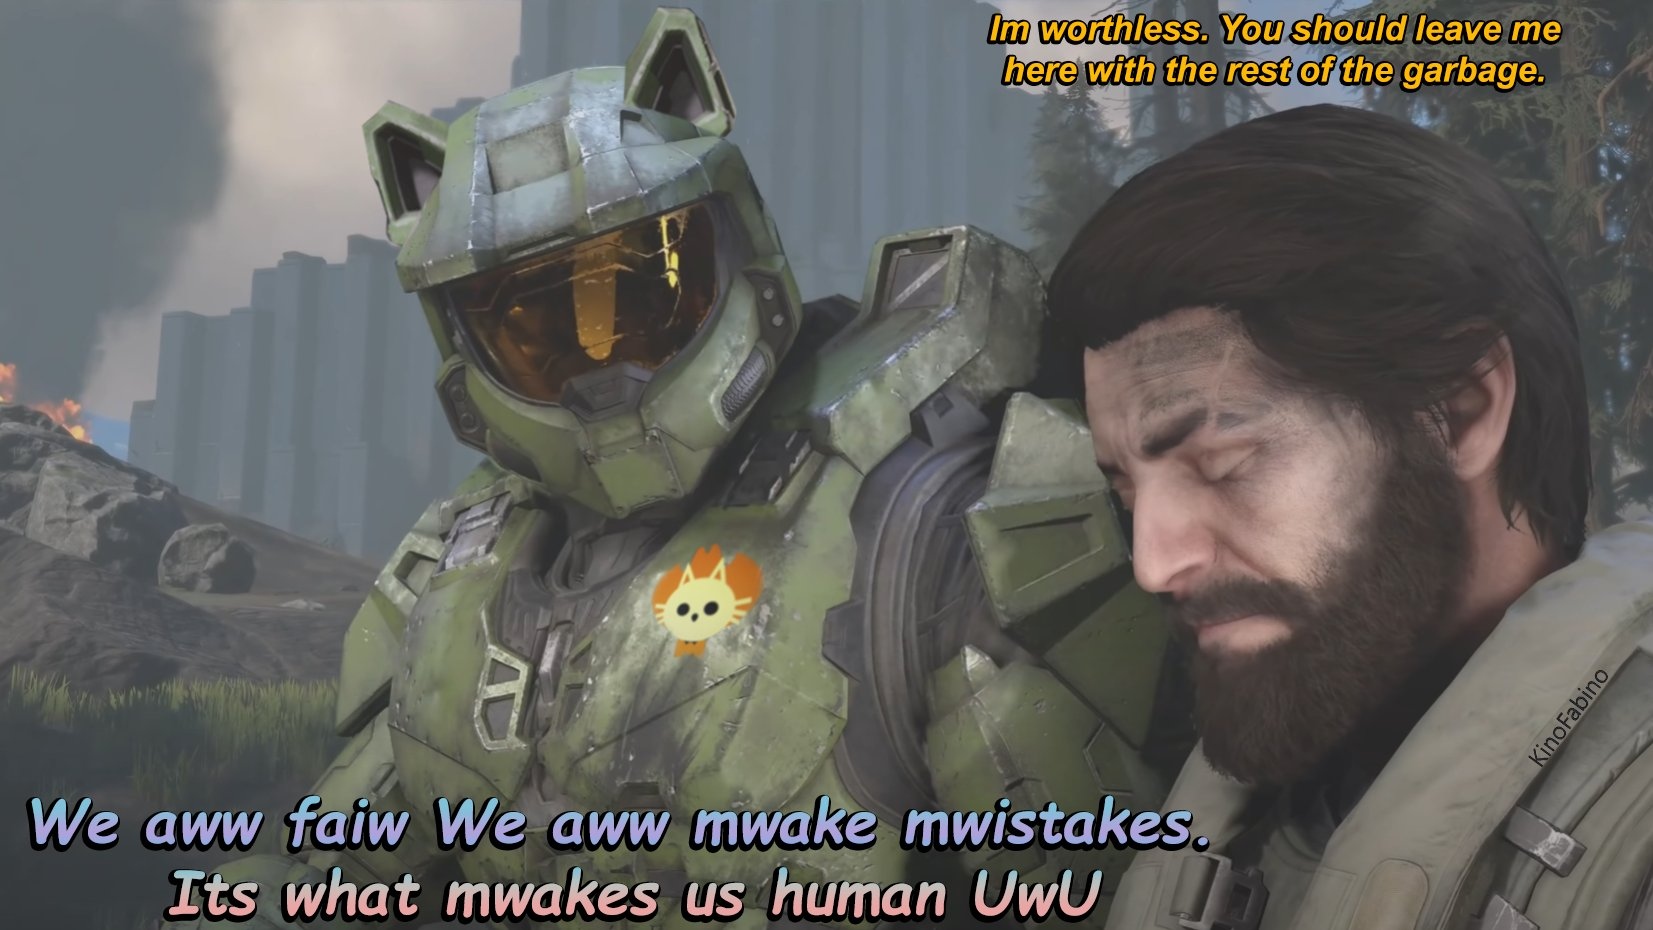 Im worthless. You should leave me
here with the rest of the garbage.
KinoFabino
We aww faiw We aww mwake mwistakes.
Its what mwakes us human UwU